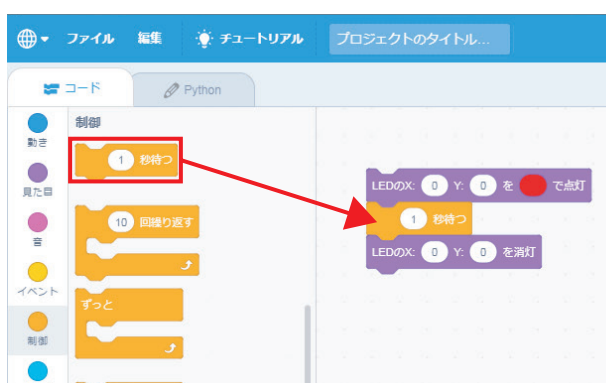 ファイル 編集 チュートリアル プロジェクトのタイトル...
コード Python
動き
見た目
音
イベント
制御
制御
1 秒待つ
10 回繰り返す
ずっと
LEDのX: 0 Y: 0 を で点灯
1 秒待つ
LEDのX: 0 Y: 0 を消灯